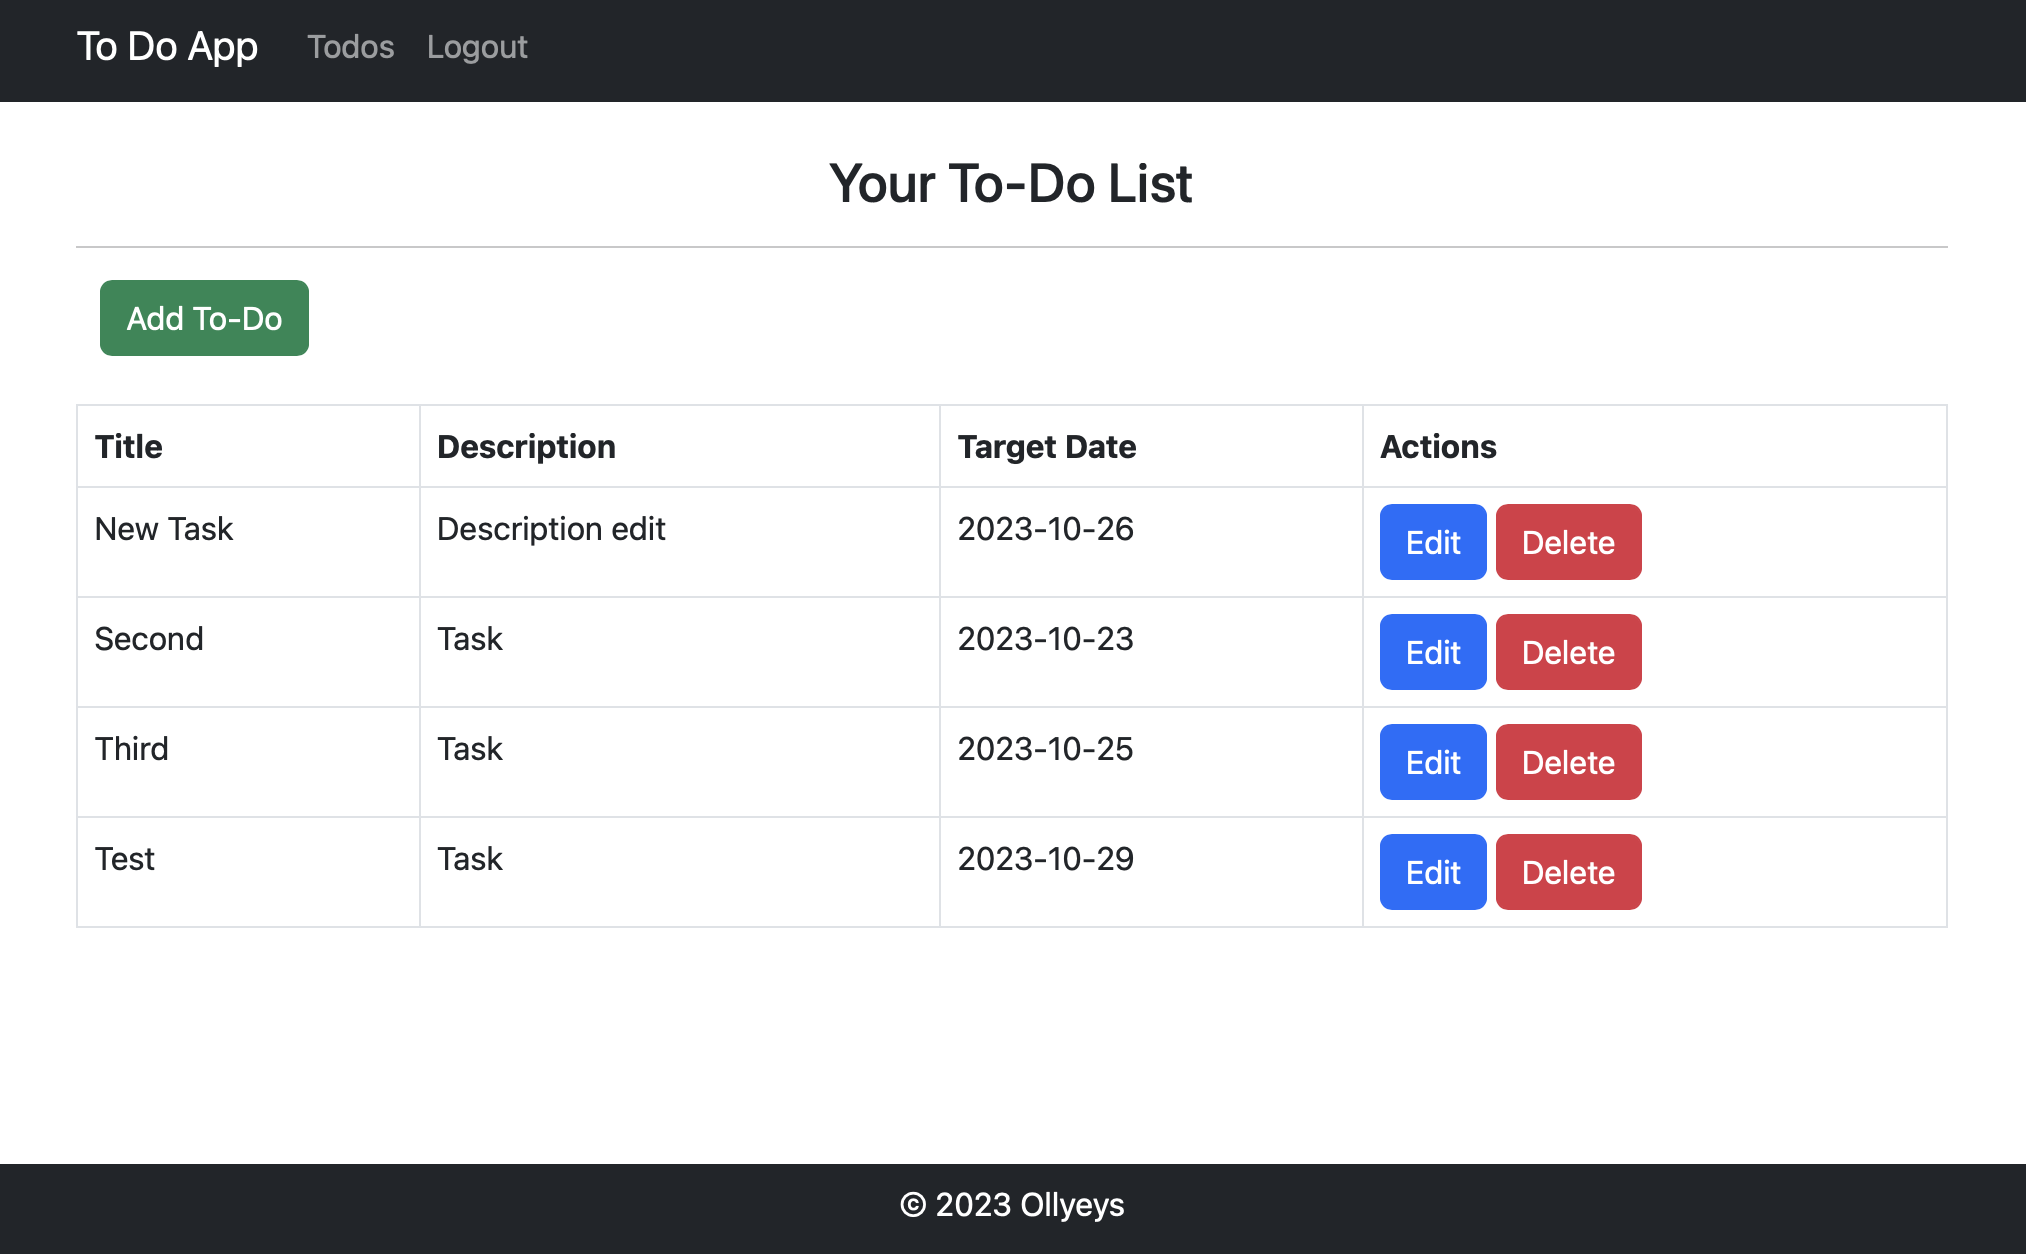 To Do App Todos Logout
Your To-Do List
Add To-Do
Title Description Target Date Actions
New Task Description edit 2023-10-26 Edit Delete
Second Task 2023-10-23 Edit Delete
Third Task 2023-10-25 Edit Delete
Test Task 2023-10-29 Edit Delete
© 2023 Ollyeys